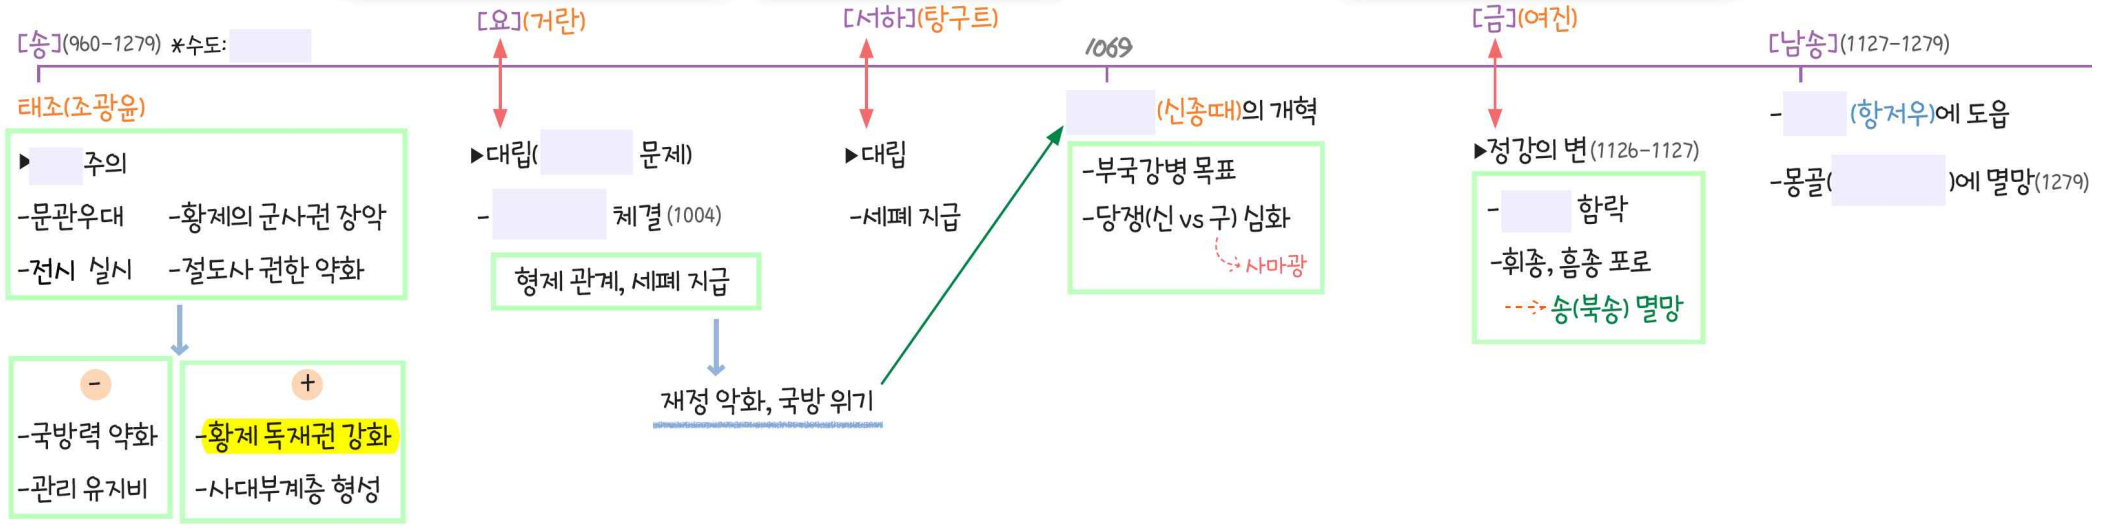 [송](960-1279) *수도:
태조(조광윤)
▶ 주의
-문관우대 -황제의 군사권 장악
-전시 실시 -절도사 권한 약화
-
-국방력 약화
-관리 유지비
+
-황제 독재권 강화
-사대부계층 형성
[요](거란)
▶대립( 문제)
- 체결(1004)
형제 관계, 세폐 지급
재정 악화, 국방 위기
[서하](탕구트)
▶대립
-세폐 지급
1069
(신종때)의 개혁
-부국강병 목표
-당쟁(신 vs 구) 심화
사마광
[금](여진)
▶정강의 변(1126-1127)
- 함락
-휘종, 흠종 포로
송(북송) 멸망
[남송](1127-1279)
- (항저우)에 도읍
-몽골( )에 멸망(1279)